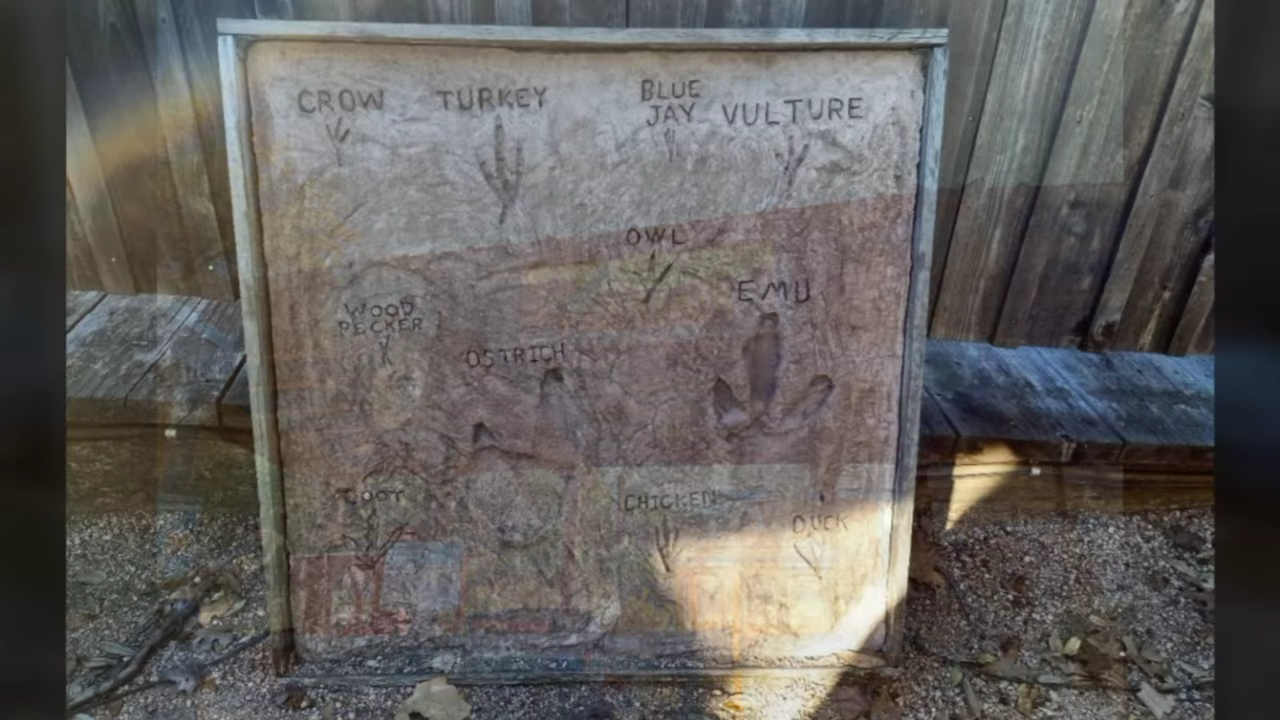 CROW
TURKEY
BLUE
JAY
VULTURE
OWL
EMU
WOOD
PECKER
OSTRICH
COOT
CHICKEN
DUCK